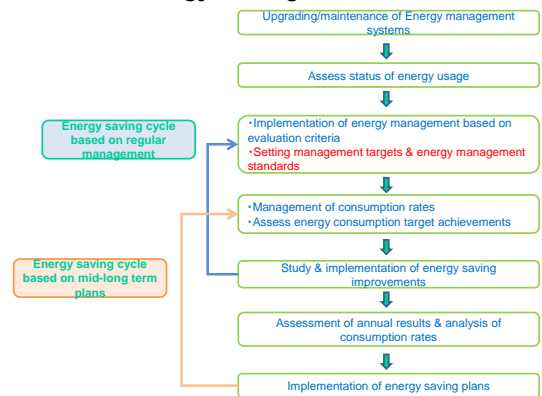 Upgrading/maintenance of Energy management
systems
Assess status of energy usage
Energy saving cycle
based on regular
management
・Implementation of energy management based on
evaluation criteria
・Setting management targets & energy management
standards
・Management of consumption rates
・Assess energy consumption target achievements
Energy saving cycle
based on mid-long term
plans
Study & implementation of energy saving
improvements
Assessment of annual results & analysis of
consumption rates
Implementation of energy saving plans